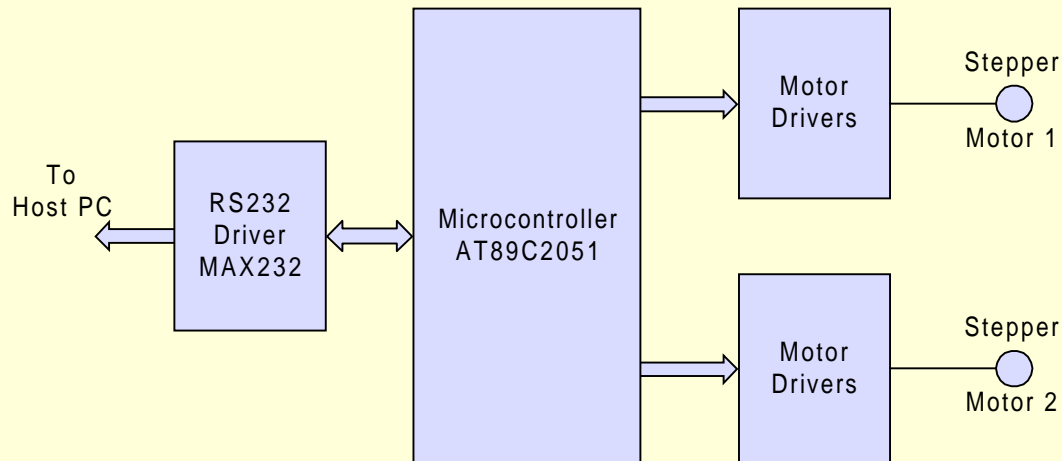 To
Host PC
RS232
Driver
MAX232
Microcontroller
AT89C2051
Motor
Drivers
Stepper
Motor 1
Motor
Drivers
Stepper
Motor 2